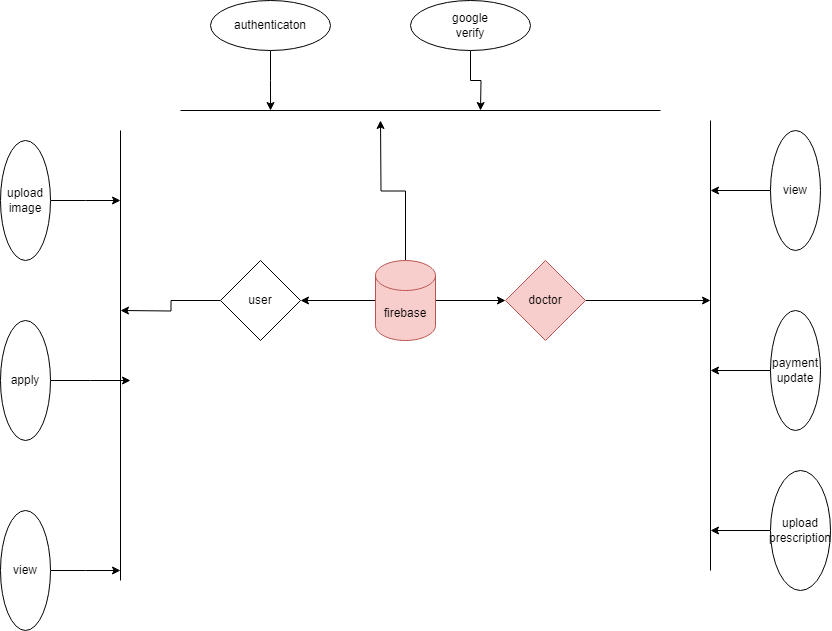 authenticaton
google
verify
upload
image
view
user
firebase
doctor
apply
payment
update
view
upload
prescription